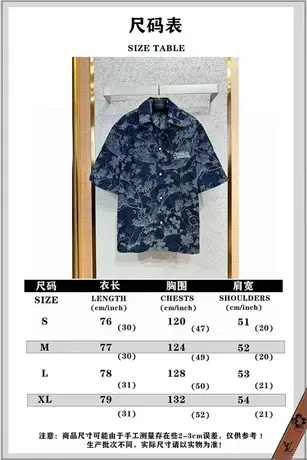 尺码表
SIZE TABLE
尺码 衣长 胸围 肩宽
SIZE LENGTH CHESTS SHOULDERS
(cm/inch) (cm/inch) (cm/inch)
S 76 (30) 120 (47) 51 (20)
M 77 (30) 124 (49) 52 (20)
L 78 (31) 128 (50) 53 (21)
XL 79 (31) 132 (52) 54 (21)
注意:商品尺寸可能由于手工测量存在些2-3cm误差,仅供参考!
生产批次不同,实际尺寸请以实物为准!
LV